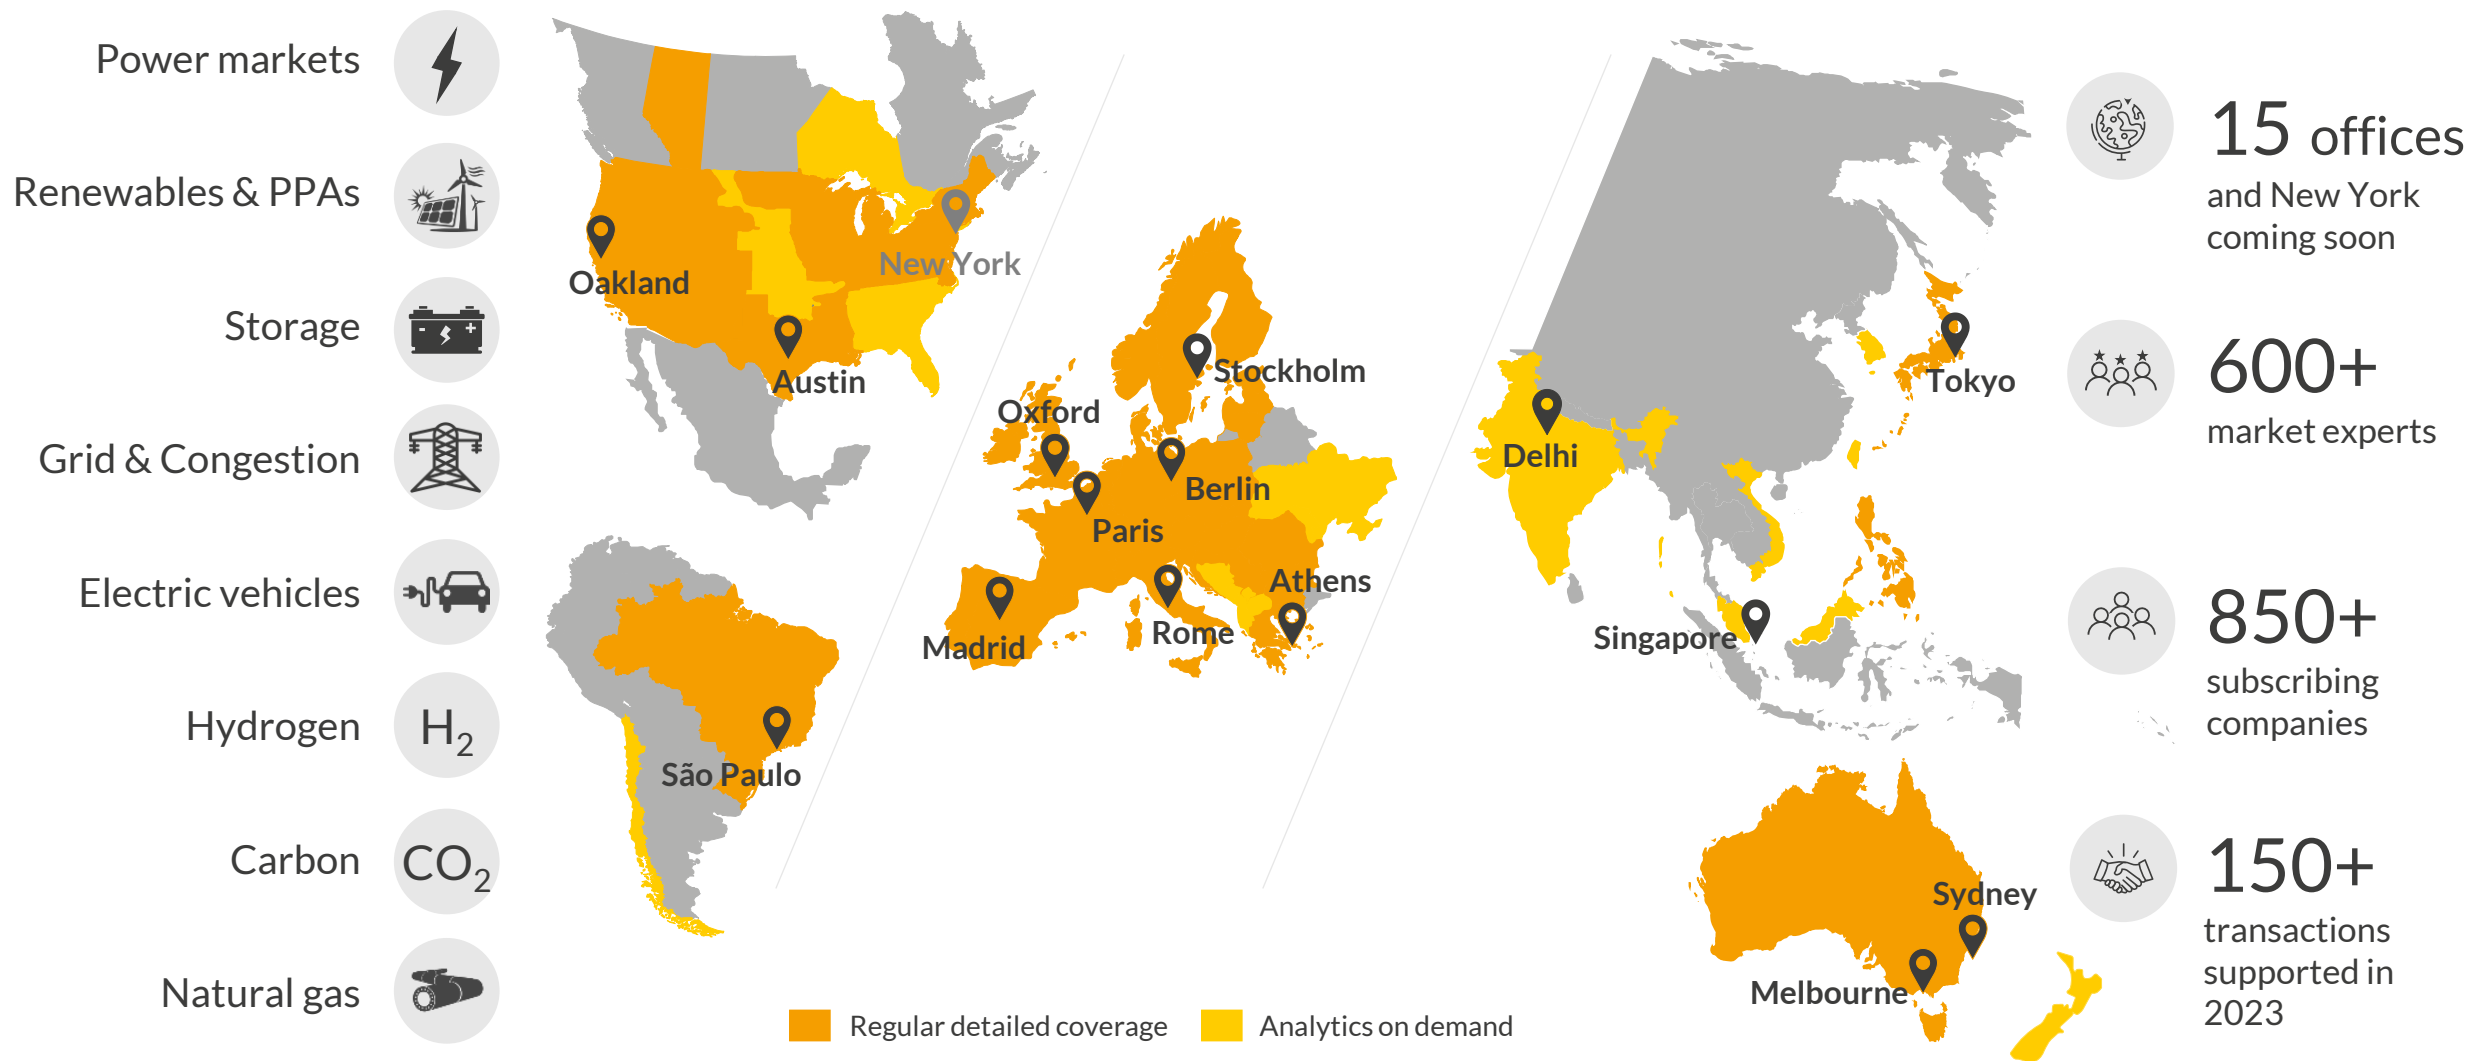 Power markets
Renewables & PPAs
Storage
Grid & Congestion
Electric vehicles
Hydrogen
H₂
Carbon
CO₂
Natural gas
Oakland
New York
Austin
São Paulo
Stockholm
Oxford
Berlin
Paris
Athens
Madrid
Rome
Delhi
Tokyo
Singapore
Sydney
Melbourne
Regular detailed coverage
Analytics on demand
15 offices
and New York
coming soon
600+
market experts
850+
subscribing
companies
150+
transactions
supported in
2023